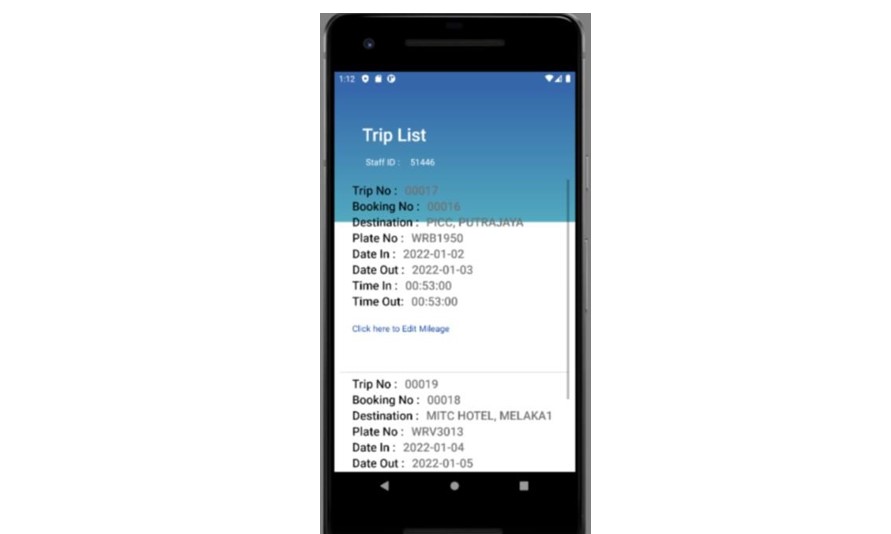 1:12
Trip List
Staff ID : 51446
Trip No : 00017
Booking No : 00016
Destination : PICC, PUTRAJAYA
Plate No : WRB1950
Date In : 2022-01-02
Date Out : 2022-01-03
Time In : 00:53:00
Time Out: 00:53:00
Click here to Edit Mileage
Trip No : 00019
Booking No : 00018
Destination : MITC HOTEL, MELAKA1
Plate No : WRV3013
Date In : 2022-01-04
Date Out : 2022-01-05